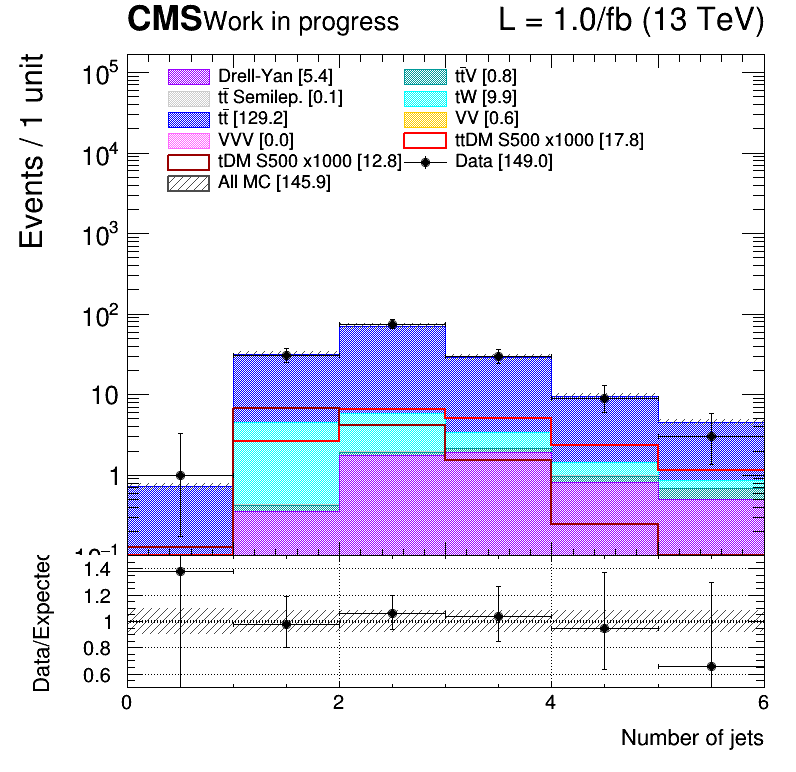 CMS Work in progress L = 1.0/fb (13 TeV)
Events / 1 unit
10⁵
10⁴
10³
10²
10
1
10⁻¹
Drell-Yan [5.4]
tt̄V [0.8]
tt̄ Semilep. [0.1]
tW [9.9]
tt̄ [129.2]
VV [0.6]
VVV [0.0]
ttDM S500 x1000 [17.8]
tDM S500 x1000 [12.8]
Data [149.0]
All MC [145.9]
Data/Expected
1.4
1.2
1
0.8
0.6
0 2 4 6
Number of jets